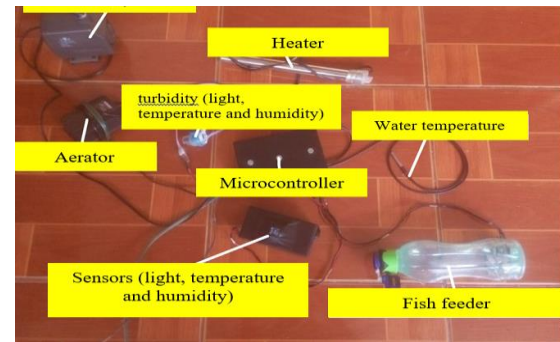 Heater
turbidity (light,
temperature and humidity)
Water temperature
Aerator
Microcontroller
Sensors (light, temperature
and humidity)
Fish feeder